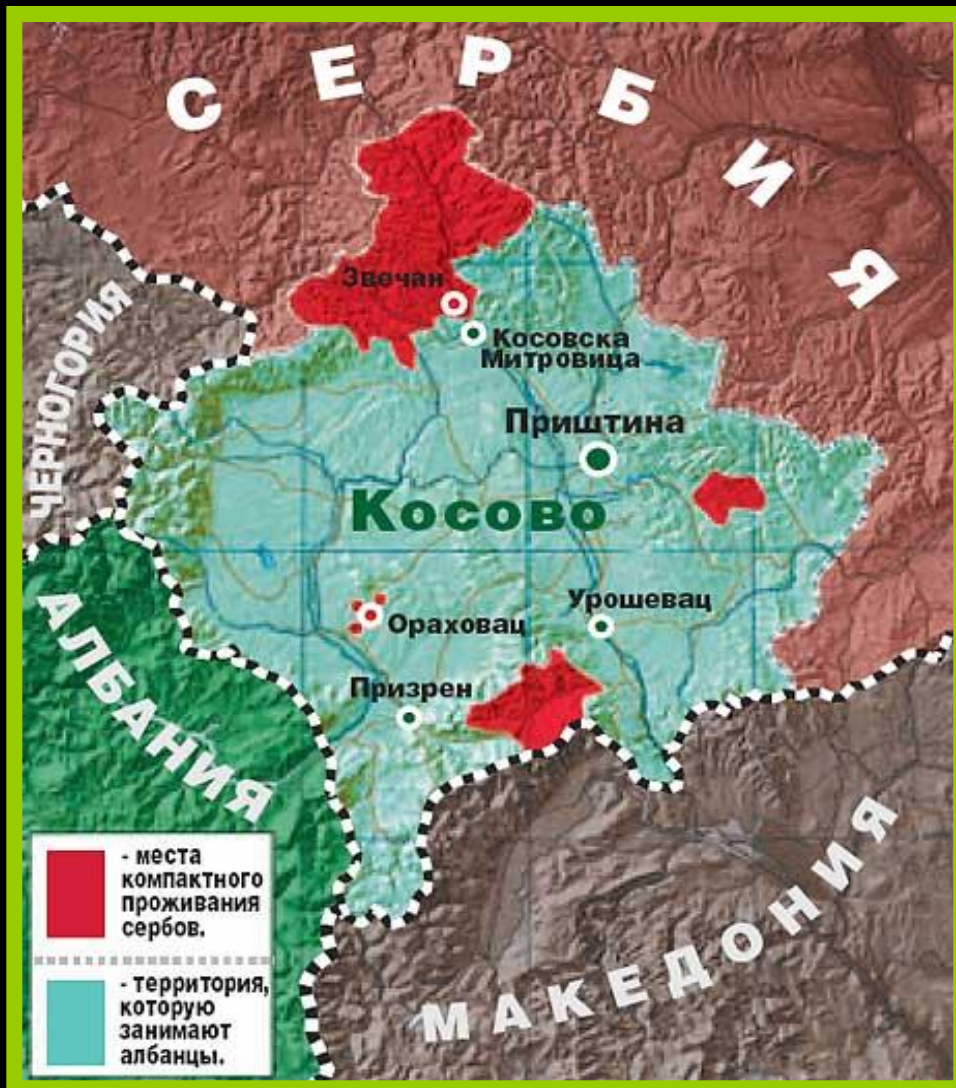 СЕРБИЯ
Звечан
Косовска
Митровица
ЧЕРНОГОРИЯ
Приштина
Косово
АЛБАНИЯ
Урошевац
Ораховац
Призрен
МАКЕДОНИЯ
- места
компактного
проживания
сербов.
- территория,
которую
занимают
албанцы.